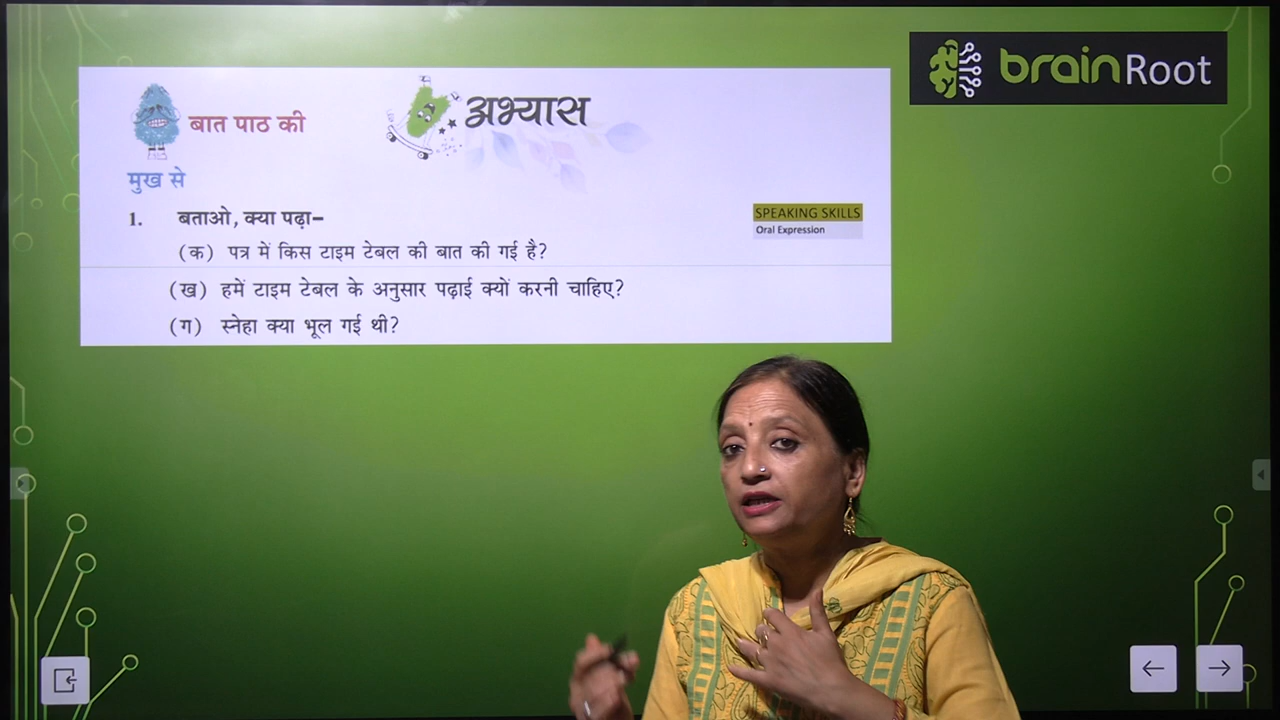 brainRoot
बात पाठ की
अभ्यास
मुख से
1. बताओ, क्या पढ़ा–
SPEAKING SKILLS
Oral Expression
(क) पत्र में किस टाइम टेबल की बात की गई है?
(ख) हमें टाइम टेबल के अनुसार पढ़ाई क्यों करनी चाहिए?
(ग) स्नेहा क्या भूल गई थी?